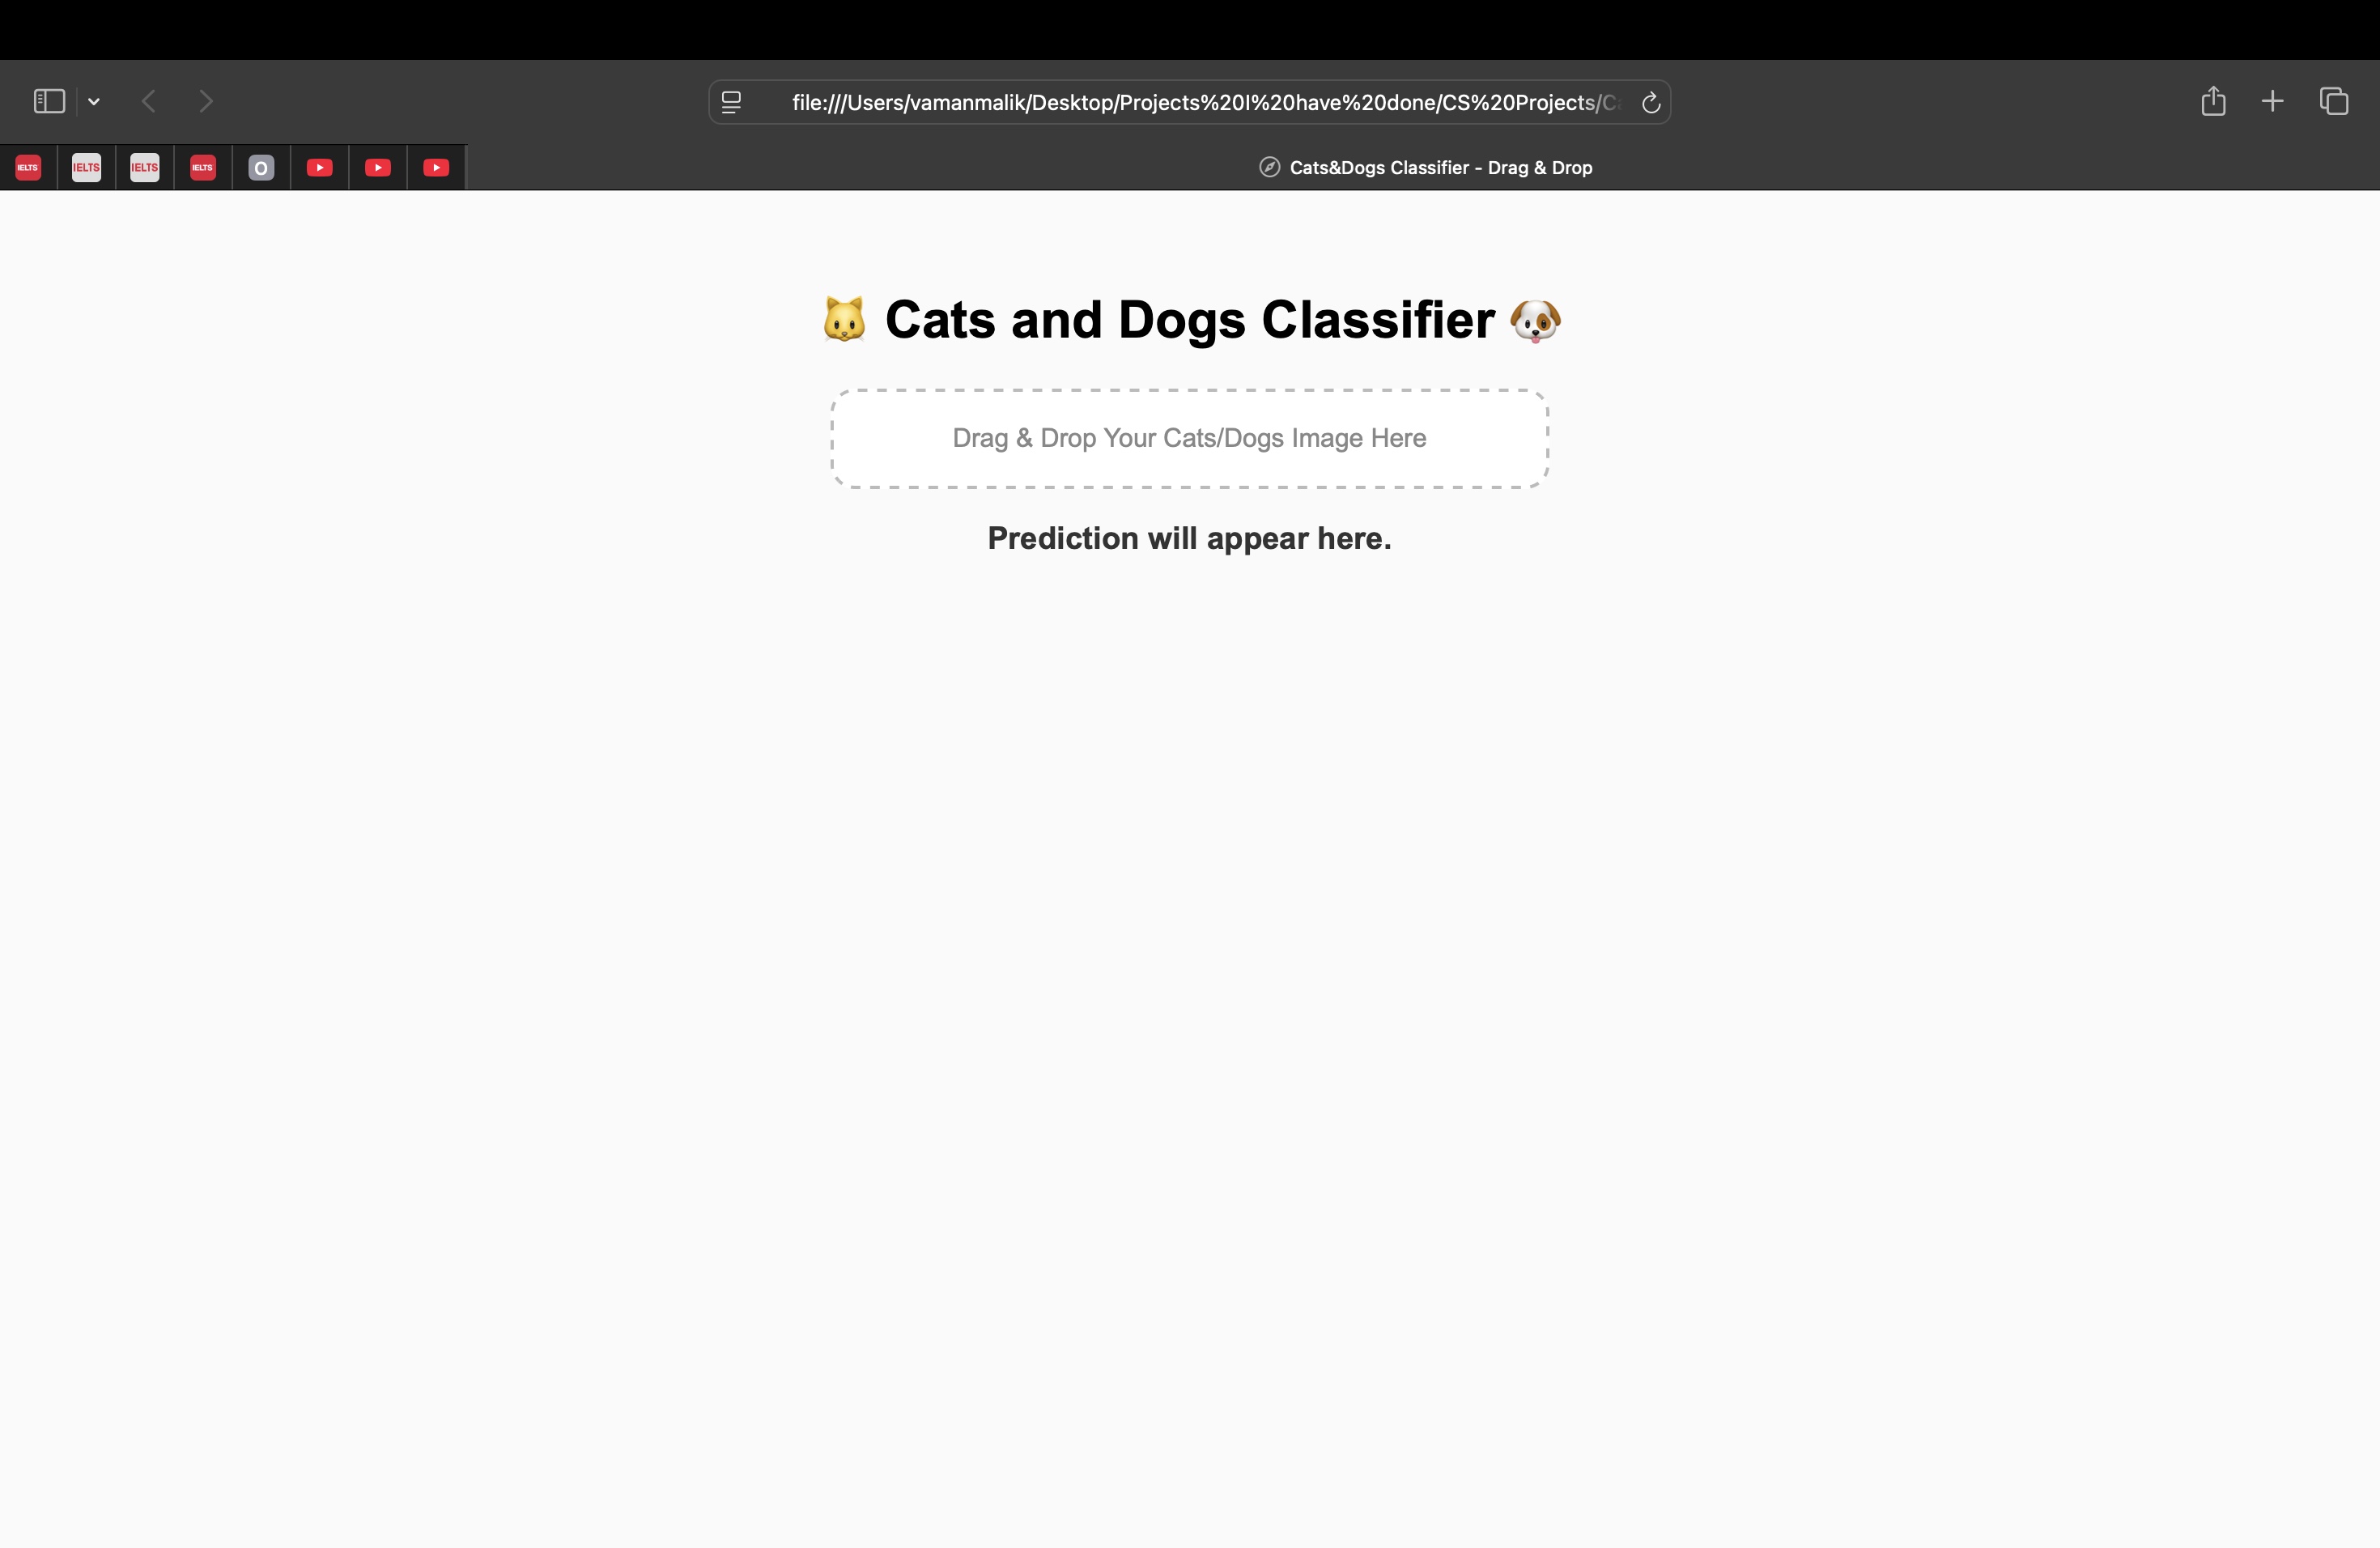 file:///Users/vamanmalik/Desktop/Projects%20I%20have%20done/CS%20Projects/C
IELTS IELTS IELTS IELTS O
Cats&Dogs Classifier - Drag & Drop
🐱 Cats and Dogs Classifier 🐶
Drag & Drop Your Cats/Dogs Image Here
Prediction will appear here.